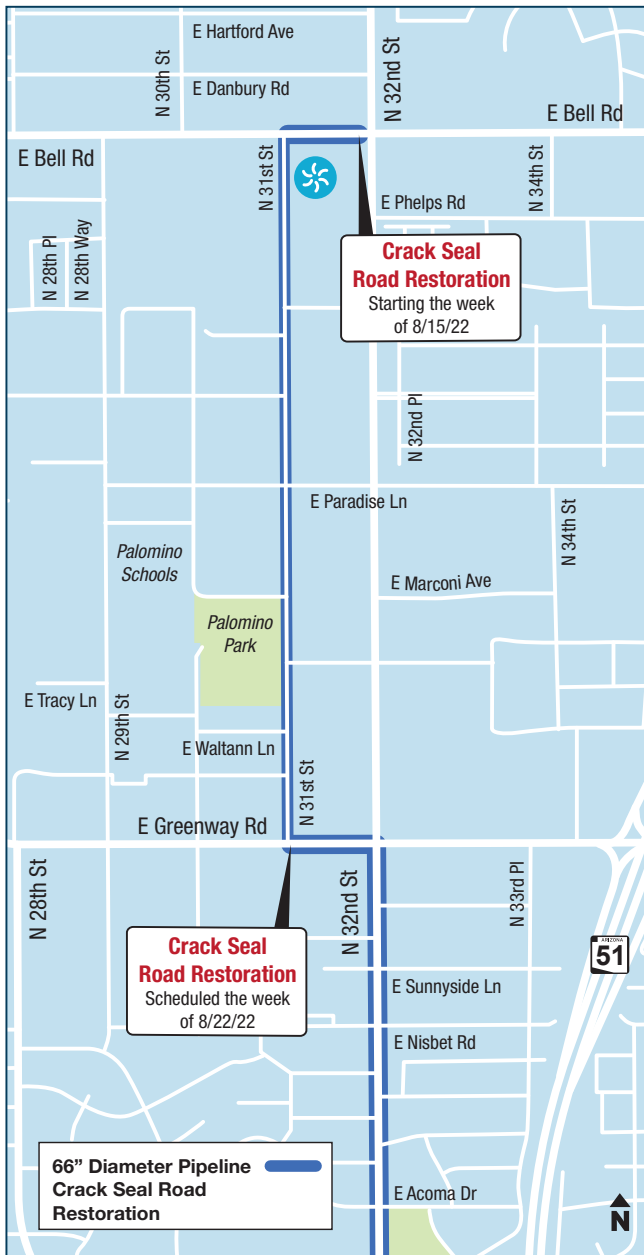 E Hartford Ave
N 30th St
N 32nd St
E Danbury Rd
E Bell Rd
E Bell Rd
N 31st St
N 34th St
E Phelps Rd
N 28th Pl
N 28th Way
Crack Seal
Road Restoration
Starting the week
of 8/15/22
N 32nd Pl
E Paradise Ln
N 34th St
Palomino
Schools
E Marconi Ave
Palomino
Park
E Tracy Ln
N 29th St
E Waltann Ln
N 31st St
E Greenway Rd
N 28th St
N 32nd St
N 33rd Pl
Crack Seal
Road Restoration
Scheduled the week
of 8/22/22
ARIZONA
51
E Sunnyside Ln
E Nisbet Rd
66” Diameter Pipeline
Crack Seal Road
Restoration
E Acoma Dr
N